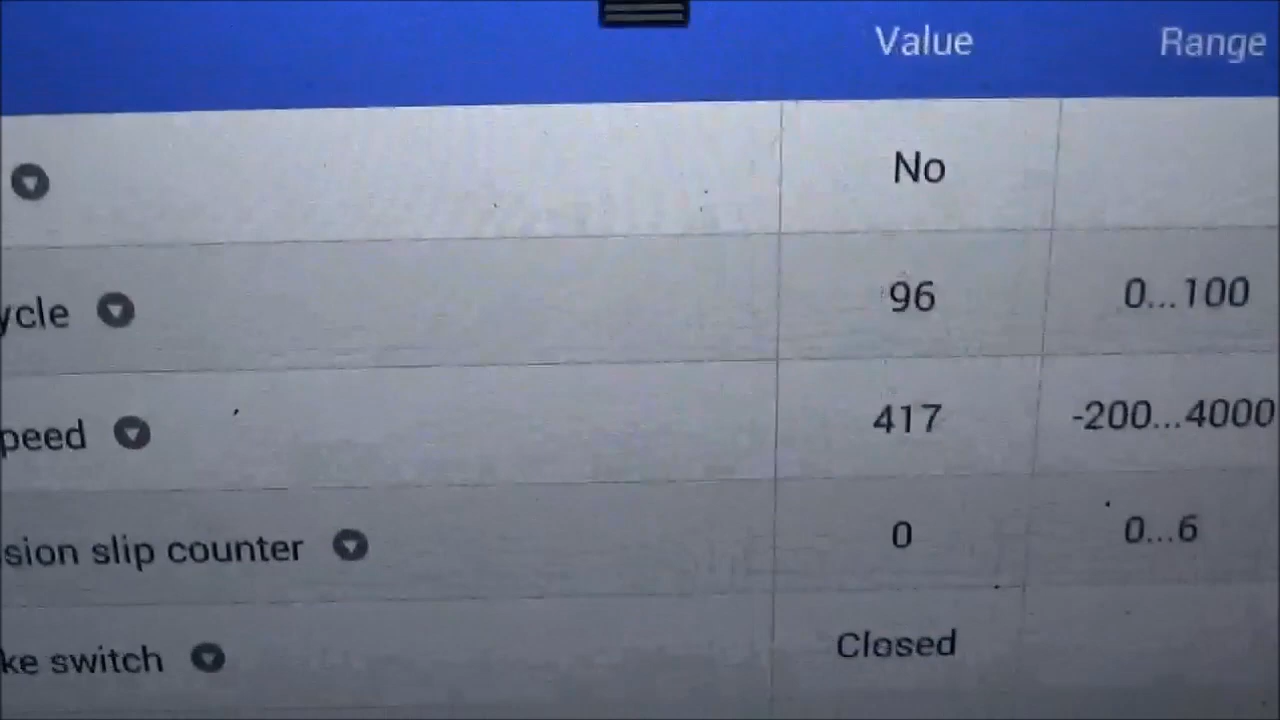 Value Range
No
ycle 96 0...100
peed 417 -200...4000
sion slip counter 0 0...6
ke switch Closed